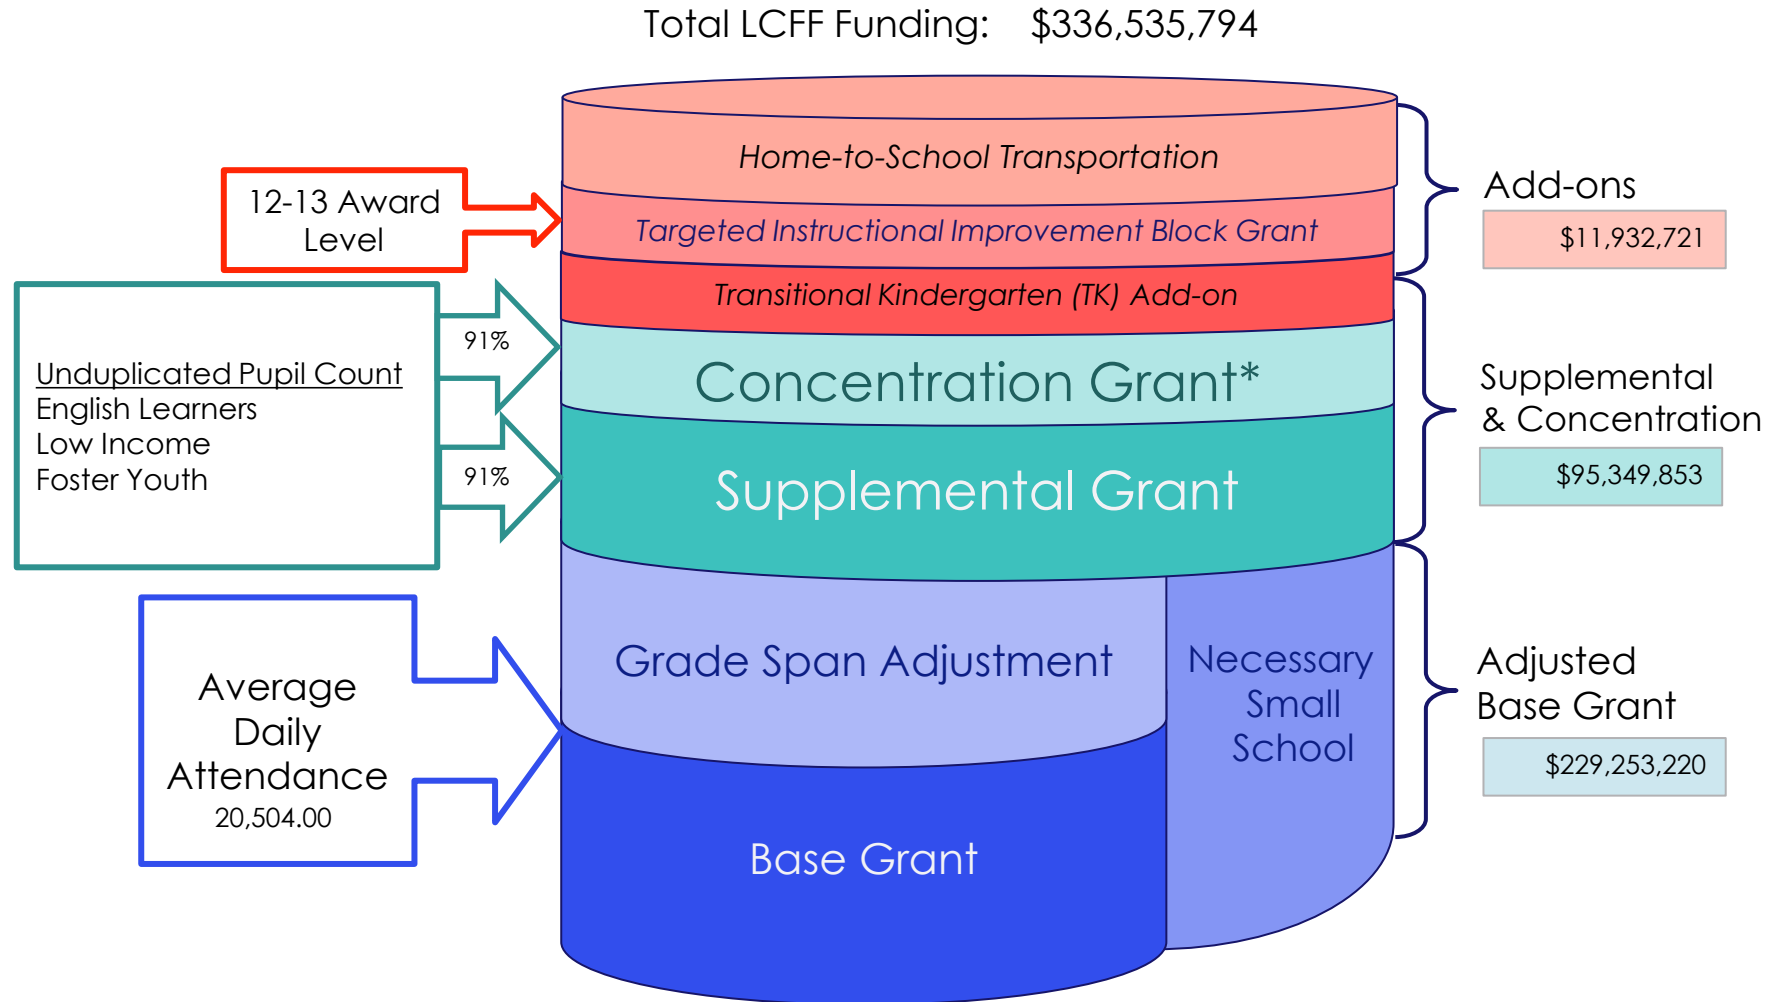 Total LCFF Funding: $336,535,794
Home-to-School Transportation
12-13 Award
Level
Targeted Instructional Improvement Block Grant
Add-ons
$11,932,721
Transitional Kindergarten (TK) Add-on
Unduplicated Pupil Count
English Learners
Low Income
Foster Youth
91%
91%
Concentration Grant*
Supplemental Grant
Supplemental
& Concentration
$95,349,853
Average
Daily
Attendance
20,504.00
Grade Span Adjustment
Necessary
Small
School
Base Grant
Adjusted
Base Grant
$229,253,220